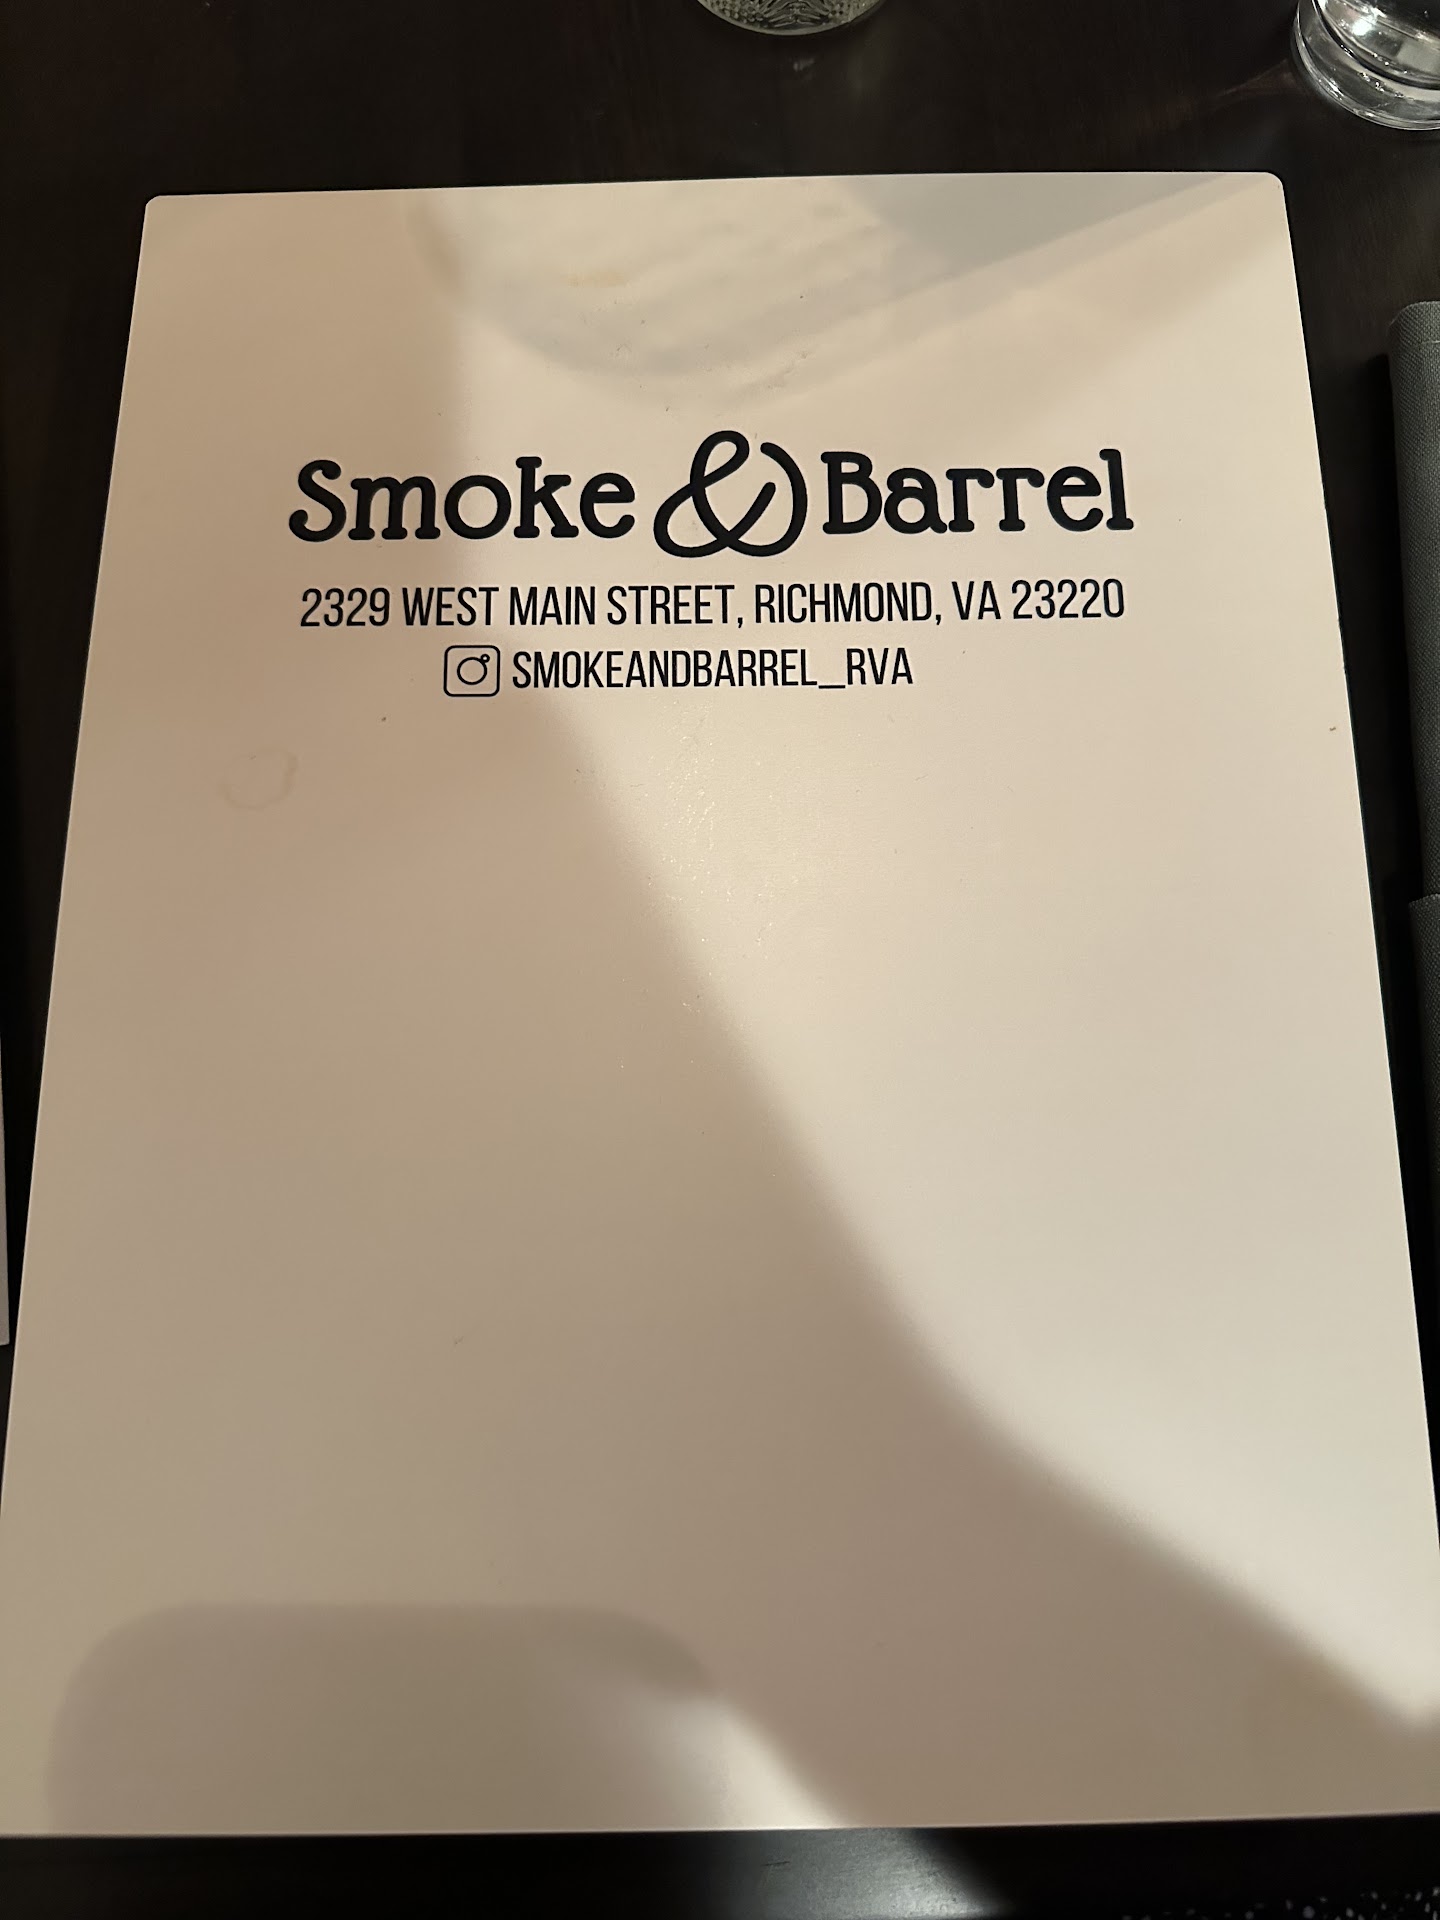 Smoke & Barrel
2329 WEST MAIN STREET, RICHMOND, VA 23220
SMOKEANDBARREL_RVA